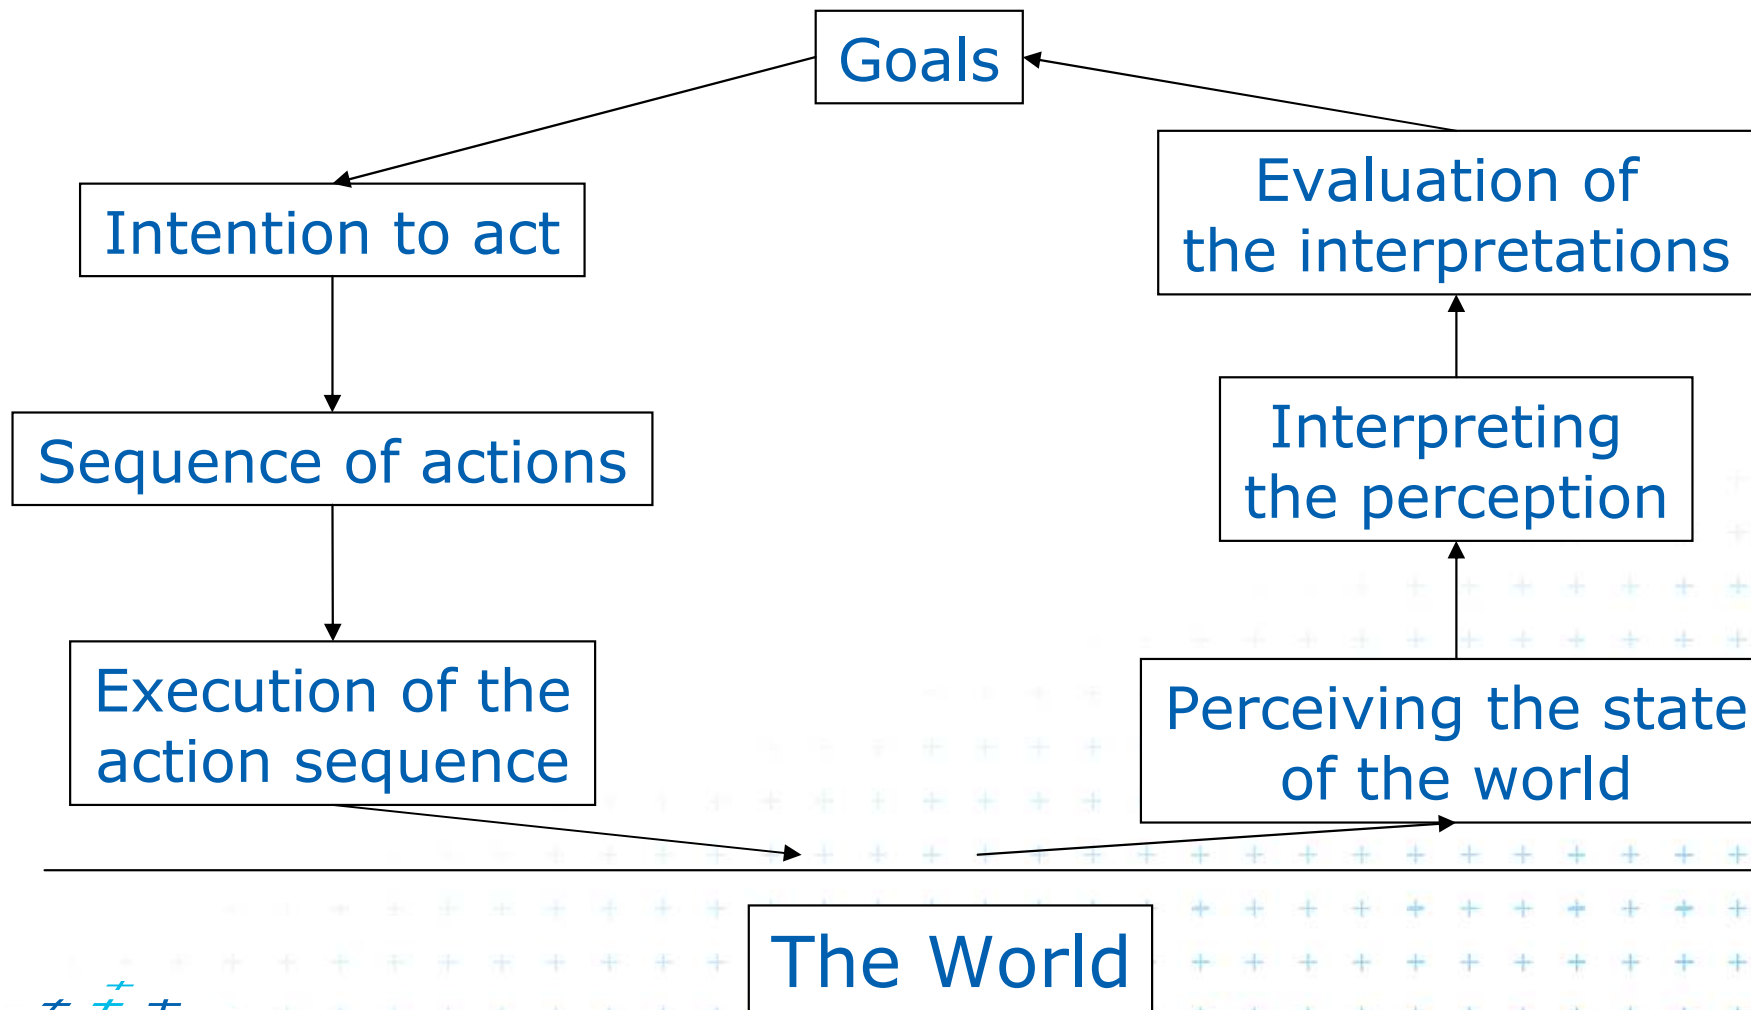 Goals
Intention to act
Sequence of actions
Execution of the
action sequence
Evaluation of
the interpretations
Interpreting
the perception
Perceiving the state
of the world
The World